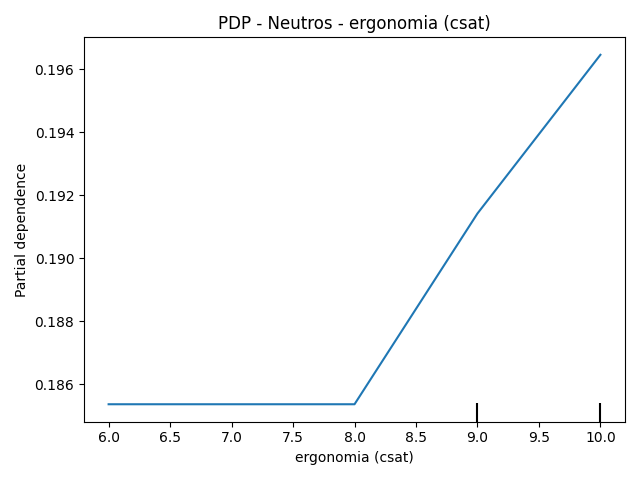 PDP - Neutros - ergonomia (csat)
Partial dependence
0.196
0.194
0.192
0.190
0.188
0.186
6.0 6.5 7.0 7.5 8.0 8.5 9.0 9.5 10.0
ergonomia (csat)